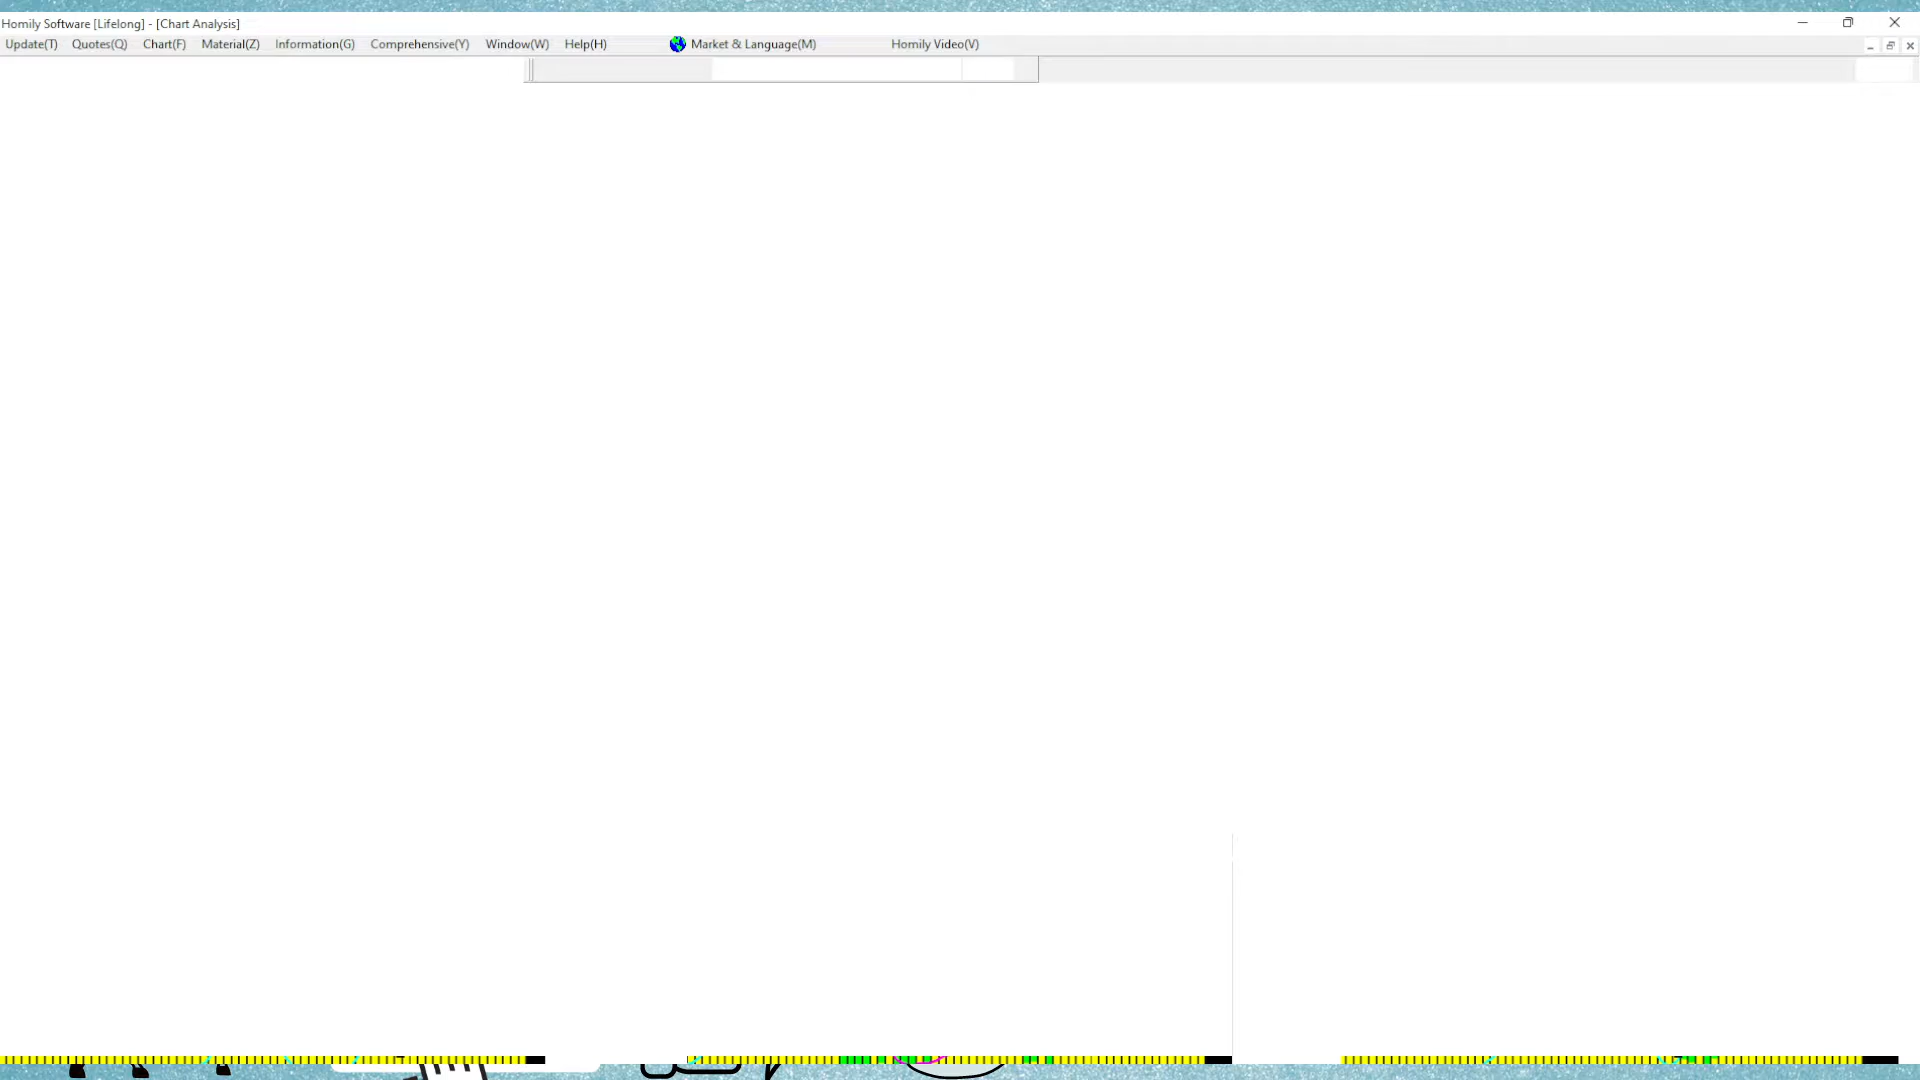 Homily Software [Lifelong] - [Chart Analysis]
Update(T) Quotes(Q) Chart(F) Material(Z) Information(G) Comprehensive(Y) Window(W) Help(H) Market & Language(M) Homily Video(V)